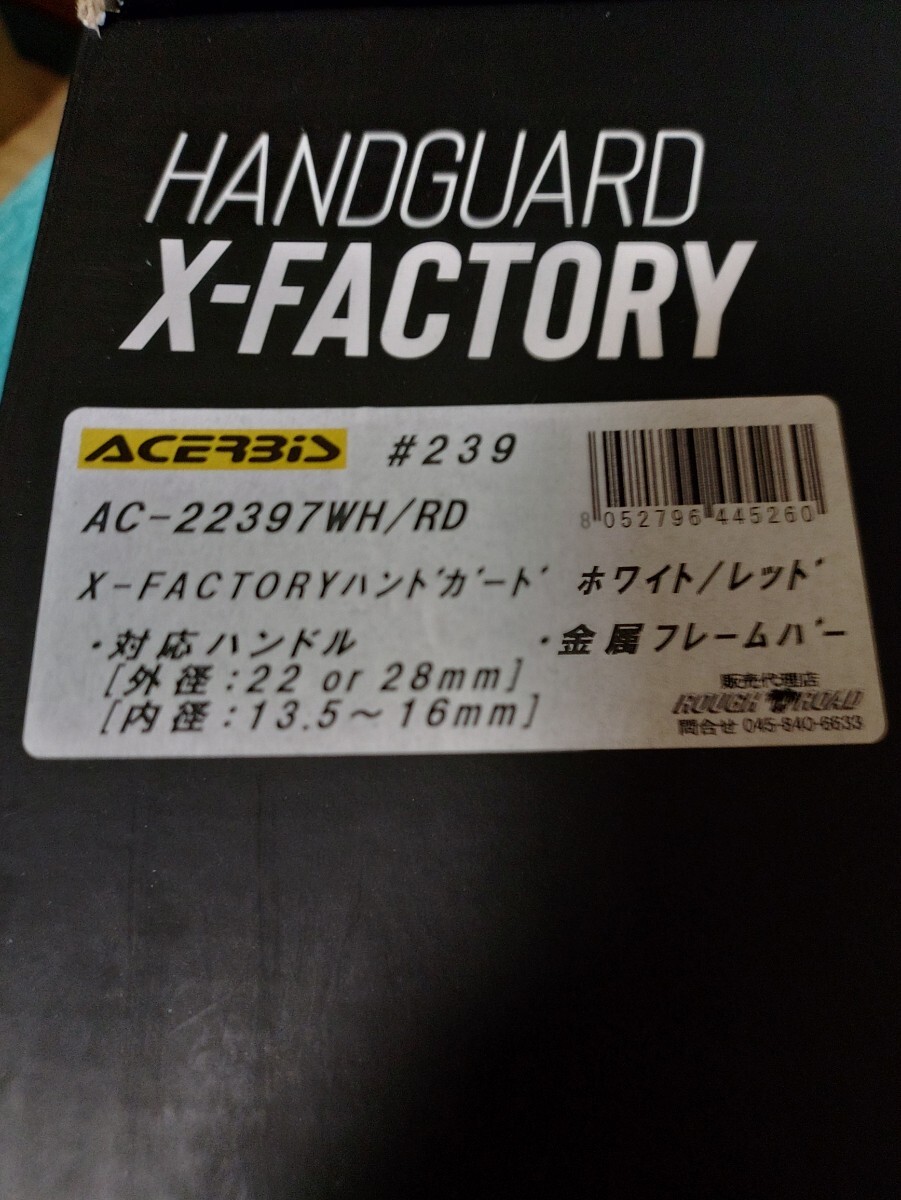 HANDGUARD
X-FACTORY
ACERBIS #239
8 052796 445260
AC-22397WH/RD
X-FACTORYハンドガード ホワイト/レッド
・対応ハンドル ・金属フレームバー
[外径:22 or 28mm]
[内径:13.5～16mm]
販売代理店
ROUGH ROAD
問合せ 045-840-6633